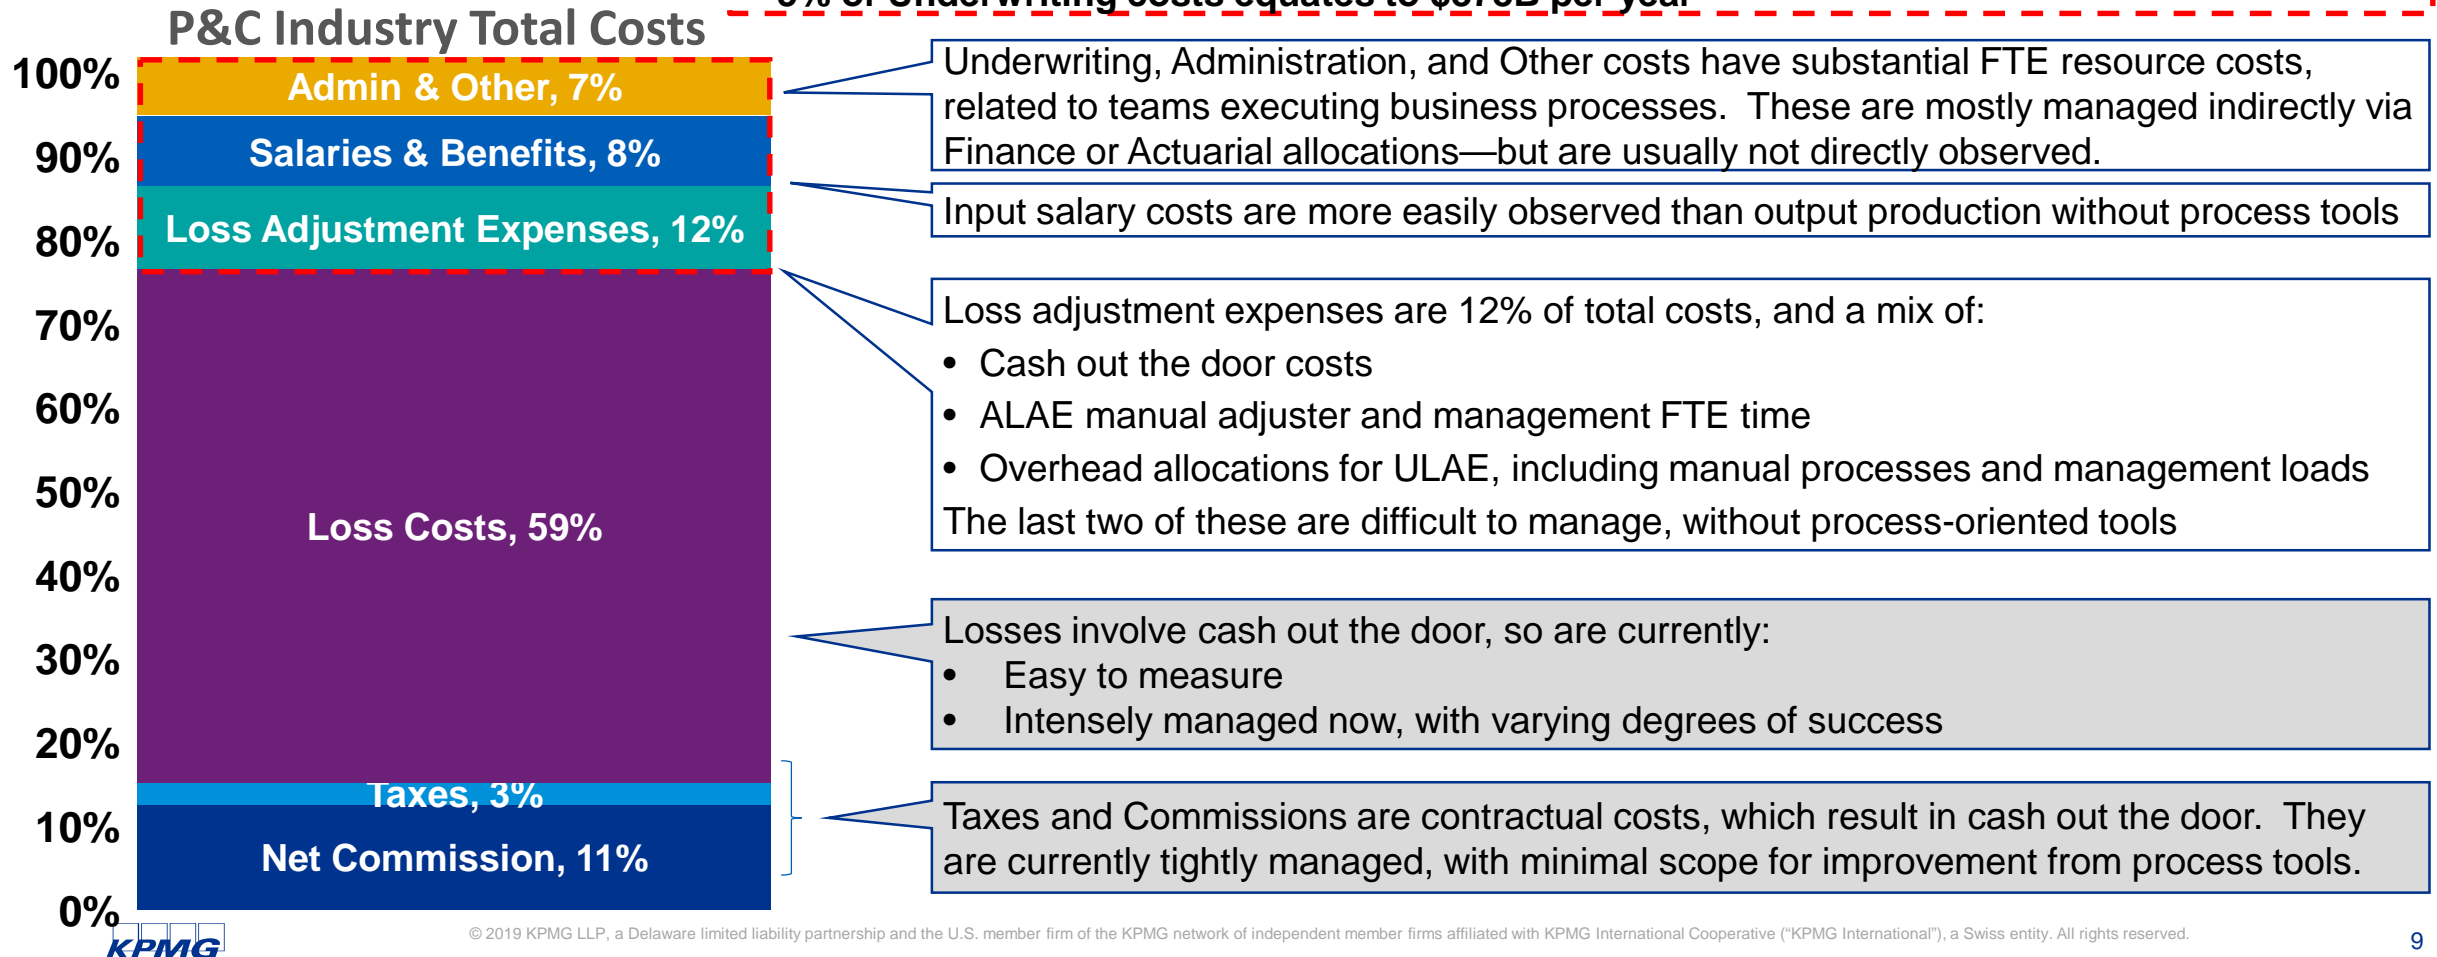 of Underwriting costs equates to per year
P&C Industry Total Costs
100%
90%
80%
70%
60%
50%
40%
30%
20%
10%
0%
Admin & Other, 7%
Salaries & Benefits, 8%
Loss Adjustment Expenses, 12%
Loss Costs, 59%
Taxes, 3%
Net Commission, 11%
Underwriting, Administration, and Other costs have substantial FTE resource costs,
related to teams executing business processes. These are mostly managed indirectly via
Finance or Actuarial allocations—but are usually not directly observed.
Input salary costs are more easily observed than output production without process tools
Loss adjustment expenses are 12% of total costs, and a mix of:
• Cash out the door costs
• ALAE manual adjuster and management FTE time
• Overhead allocations for ULAE, including manual processes and management loads
The last two of these are difficult to manage, without process-oriented tools
Losses involve cash out the door, so are currently:
• Easy to measure
• Intensely managed now, with varying degrees of success
Taxes and Commissions are contractual costs, which result in cash out the door. They
are currently tightly managed, with minimal scope for improvement from process tools.
KPMG
© 2019 KPMG LLP, a Delaware limited liability partnership and the U.S. member firm of the KPMG network of independent member firms affiliated with KPMG International Cooperative (“KPMG International”), a Swiss entity. All rights reserved.
9